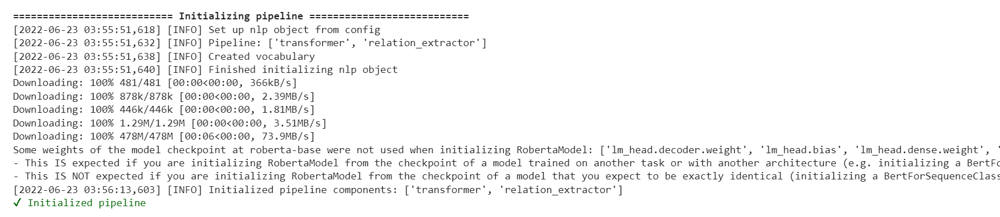 =========================== Initializing pipeline ===========================
[2022-06-23 03:55:51,618] [INFO] Set up nlp object from config
[2022-06-23 03:55:51,632] [INFO] Pipeline: ['transformer', 'relation_extractor']
[2022-06-23 03:55:51,638] [INFO] Created vocabulary
[2022-06-23 03:55:51,640] [INFO] Finished initializing nlp object
Downloading: 100% 481/481 [00:00<00:00, 366kB/s]
Downloading: 100% 878k/878k [00:00<00:00, 2.39MB/s]
Downloading: 100% 446k/446k [00:00<00:00, 1.81MB/s]
Downloading: 100% 1.29M/1.29M [00:00<00:00, 3.51MB/s]
Downloading: 100% 478M/478M [00:06<00:00, 73.9MB/s]
Some weights of the model checkpoint at roberta-base were not used when initializing RobertaModel: ['lm_head.decoder.weight', 'lm_head.bias', 'lm_head.dense.weight', '
- This IS expected if you are initializing RobertaModel from the checkpoint of a model trained on another task or with another architecture (e.g. initializing a BertFo
- This IS NOT expected if you are initializing RobertaModel from the checkpoint of a model that you expect to be exactly identical (initializing a BertForSequenceClass
[2022-06-23 03:56:13,603] [INFO] Initialized pipeline components: ['transformer', 'relation_extractor']
✔ Initialized pipeline